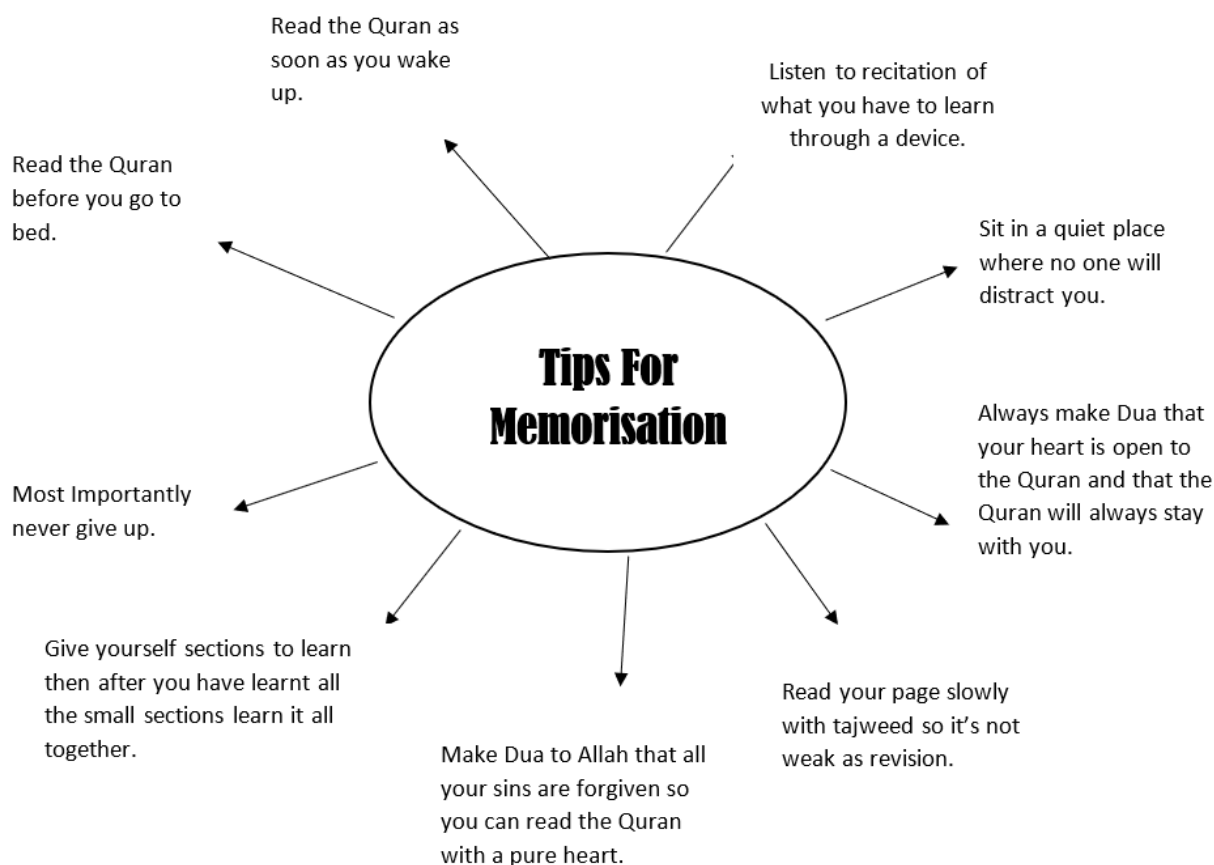 Read the Quran as
soon as you wake
up.
Listen to recitation of
what you have to learn
through a device.
Read the Quran
before you go to
bed.
Sit in a quiet place
where no one will
distract you.
Tips For
Memorisation
Always make Dua that
your heart is open to
the Quran and that the
Quran will always stay
with you.
Most Importantly
never give up.
Give yourself sections to learn
then after you have learnt all
the small sections learn it all
together.
Read your page slowly
with tajweed so it’s not
weak as revision.
Make Dua to Allah that all
your sins are forgiven so
you can read the Quran
with a pure heart.